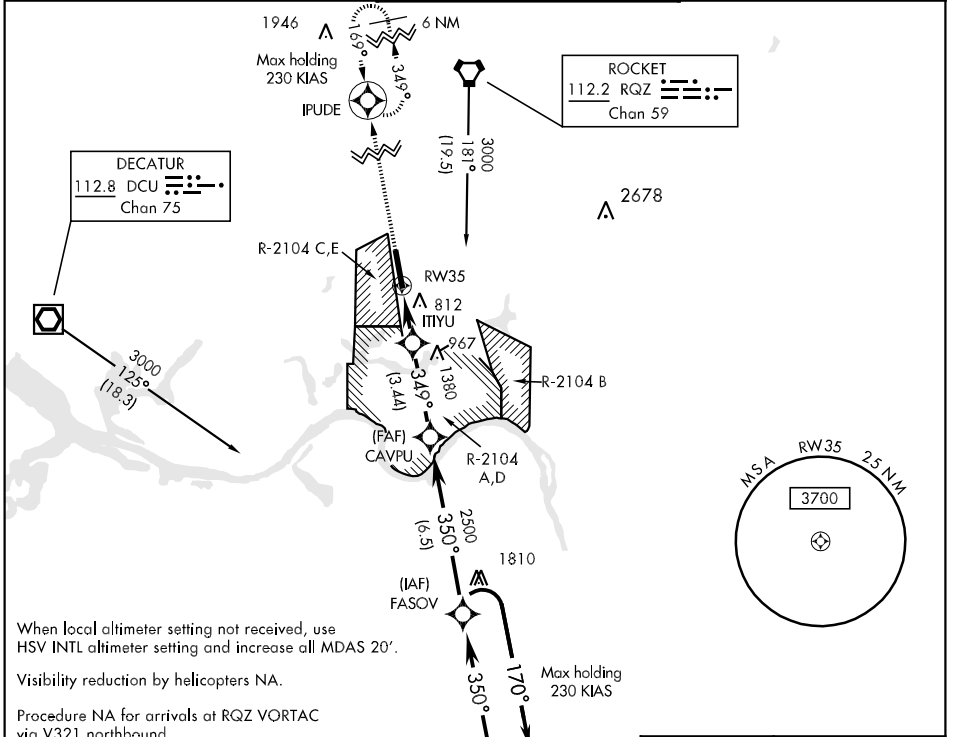 1946
6 NM
169°
349°
Max holding
230 KIAS
IPUDE
ROCKET
112.2 RQZ
Chan 59
3000
181°
(19.5)
DECATUR
112.8 DCU
Chan 75
2678
R-2104 C,E
RW35
812
ITIYU
967
1380
349°
(3.44)
R-2104 B
3000
125°
(18.3)
(FAF)
CAVPU
R-2104
A,D
MSA RW35 25 NM
3700
2500
350°
(6.5)
1810
(IAF)
FASOV
350°
170°
Max holding
230 KIAS
When local altimeter setting not received, use
HSV INTL altimeter setting and increase all MDAS 20'.
Visibility reduction by helicopters NA.
Procedure NA for arrivals at RQZ VORTAC
via V321 northbound